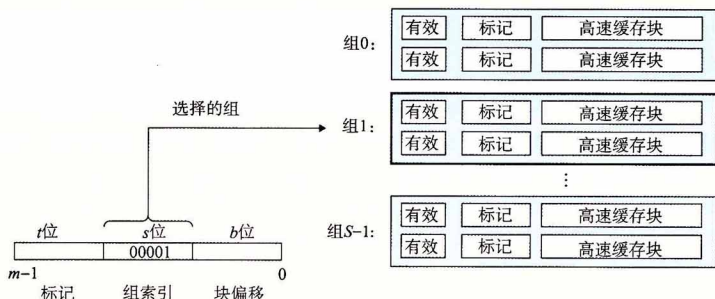 组0：
有效 标记 高速缓存块
有效 标记 高速缓存块
选择的组
组1：
有效 标记 高速缓存块
有效 标记 高速缓存块
⋮
组S-1：
有效 标记 高速缓存块
有效 标记 高速缓存块
t位 s位 b位
00001
m-1 0
标记 组索引 块偏移